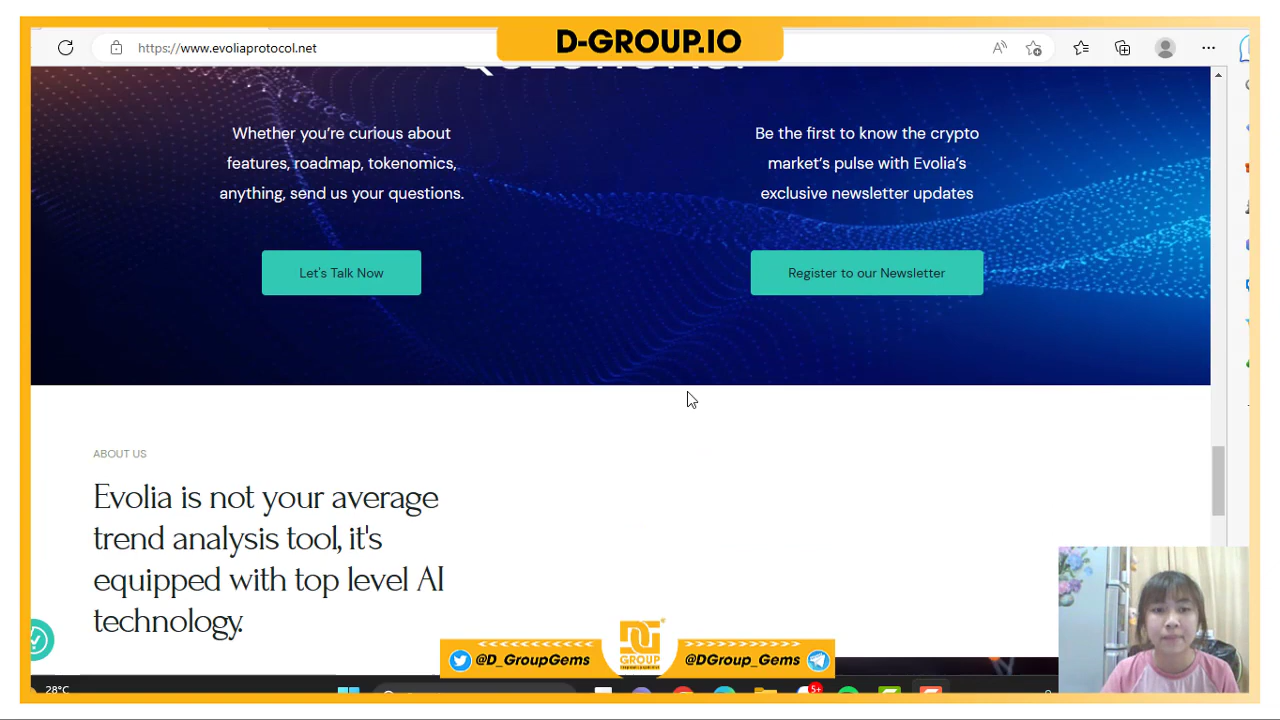 D-GROUP.IO
https://www.evoliaprotocol.net
QUESTIONS?
Whether you’re curious about
features, roadmap, tokenomics,
anything, send us your questions.
Let's Talk Now
Be the first to know the crypto
market’s pulse with Evolia’s
exclusive newsletter updates
Register to our Newsletter
ABOUT US
Evolia is not your average
trend analysis tool, it's
equipped with top level AI
technology.
@D_GroupGems
GROUP
@DGroup_Gems
28°C
5+